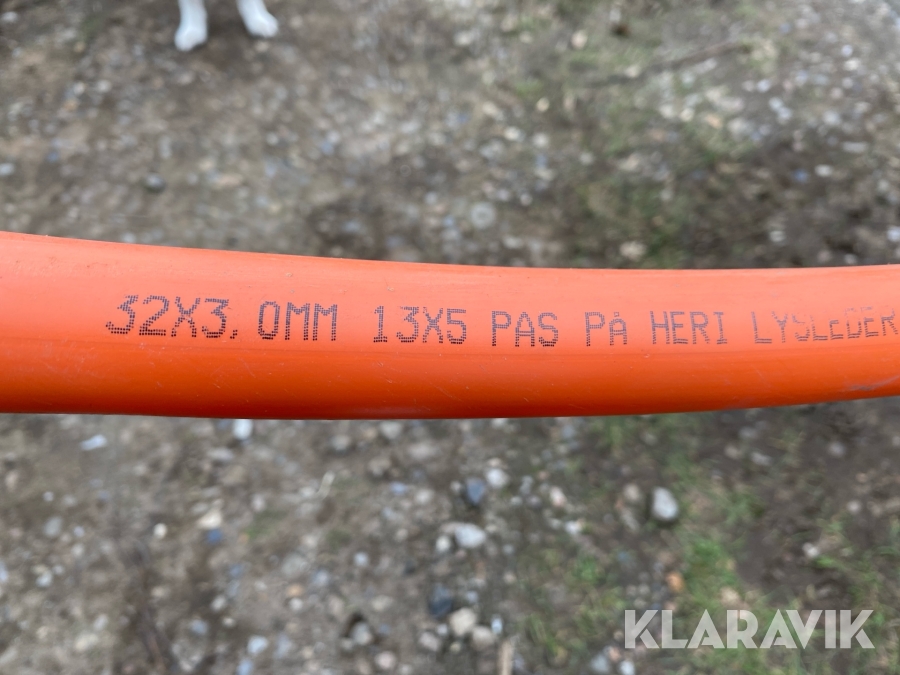 32X3.0MM 13X5 PAS PÅ HERI LYSLEDER
KLARAVIK